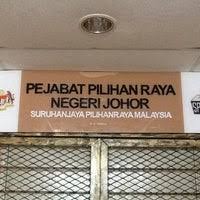 PEJABAT PILIHAN RAYA
NEGERI JOHOR
SURUHANJAYA PILIHANRAYA MALAYSIA